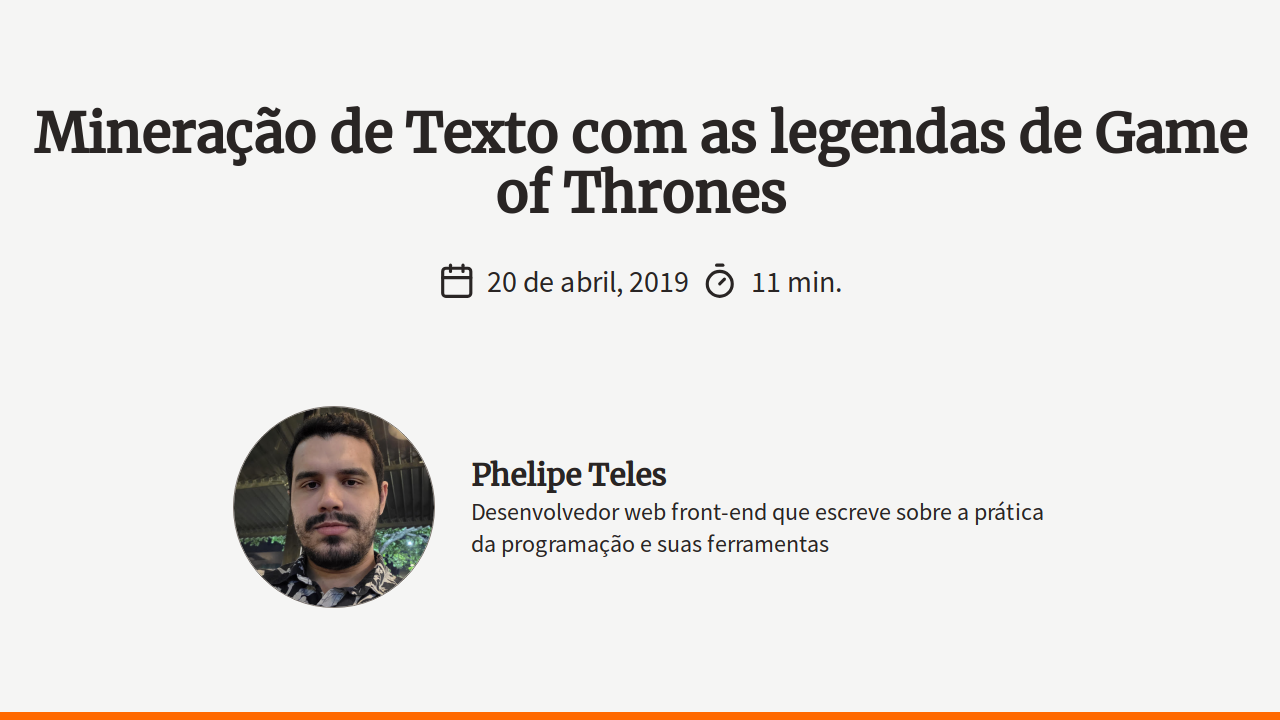 Mineração de Texto com as legendas de Game
of Thrones
20 de abril, 2019 11 min.
Phelipe Teles
Desenvolvedor web front-end que escreve sobre a prática
da programação e suas ferramentas